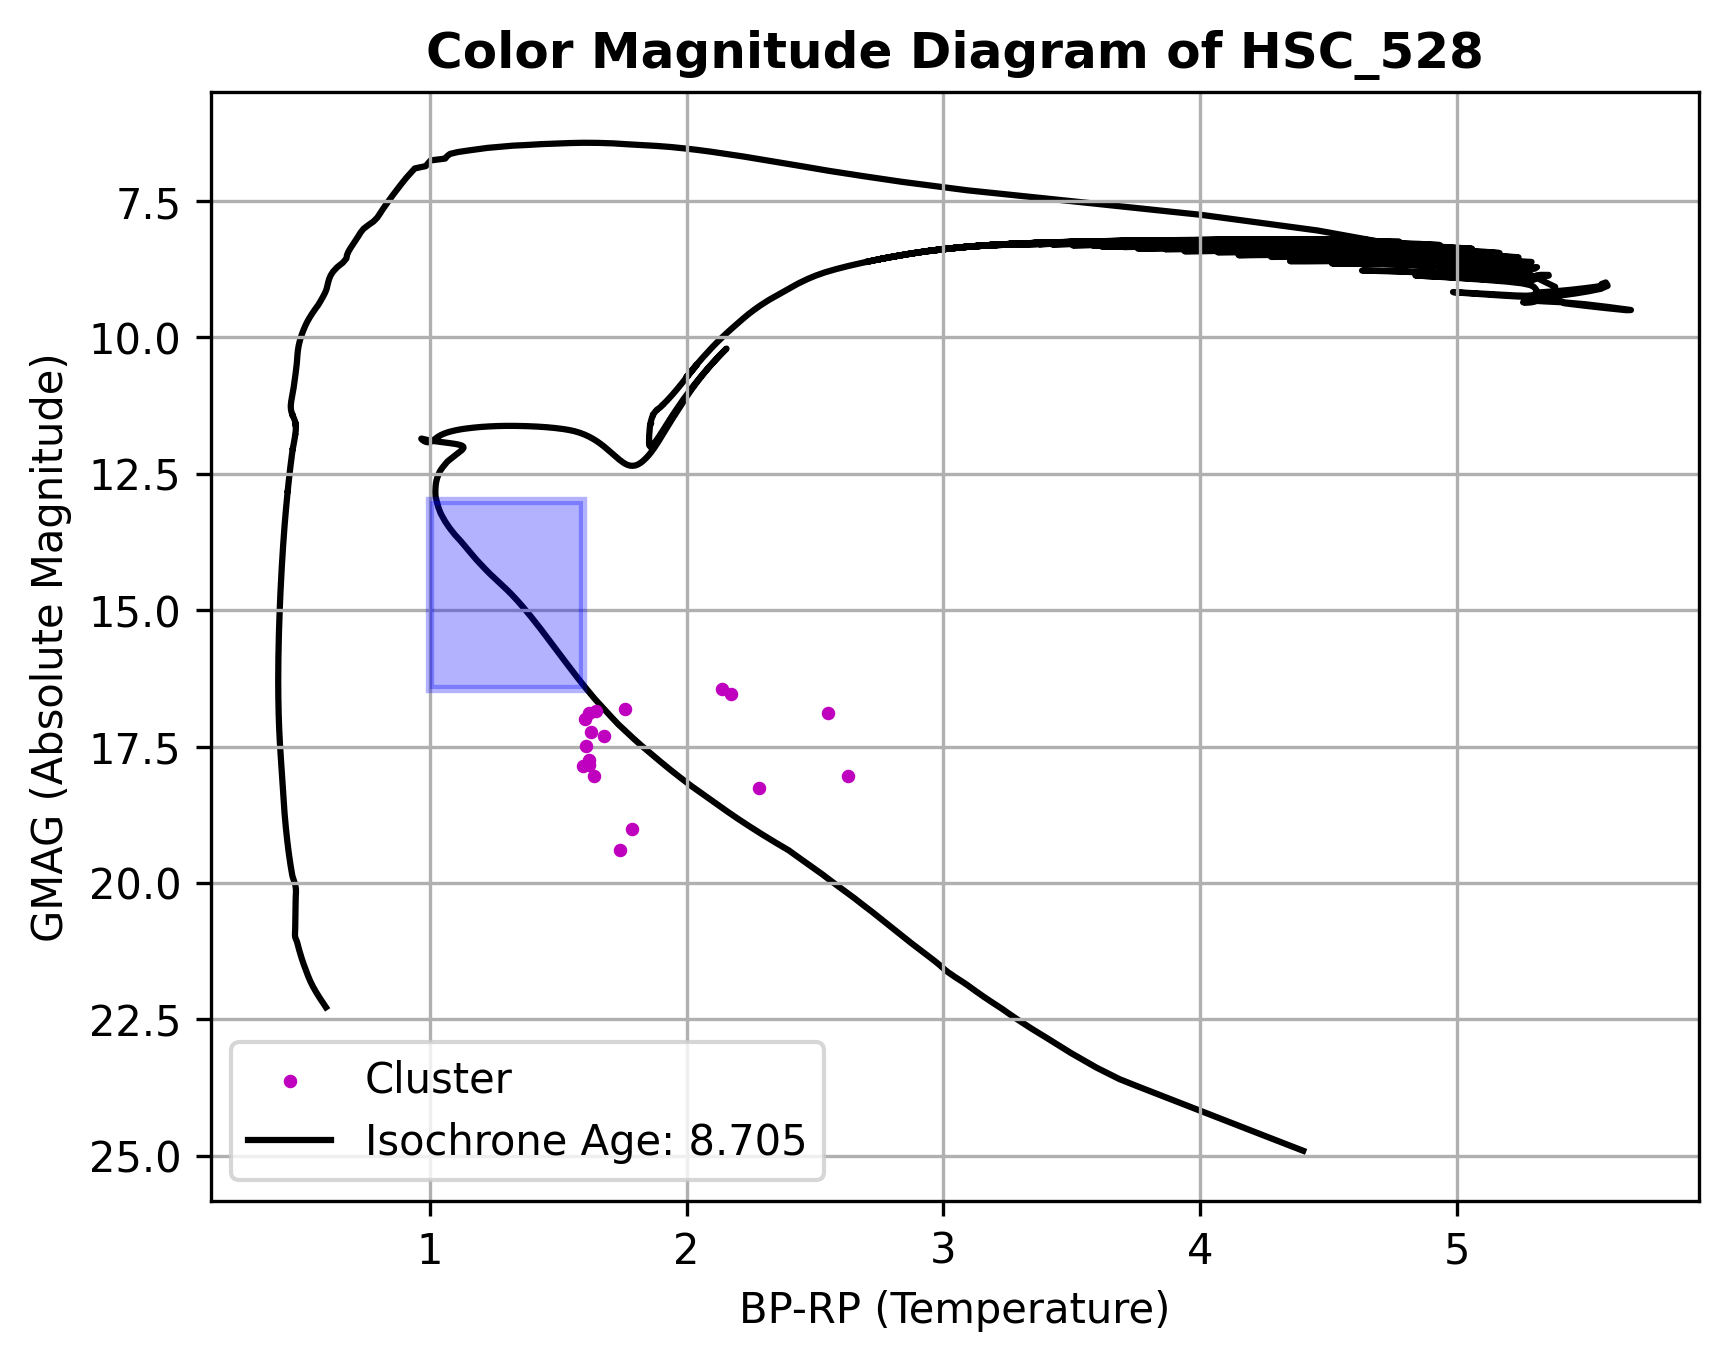 Color Magnitude Diagram of HSC_528
GMAG (Absolute Magnitude)
7.5
10.0
12.5
15.0
17.5
20.0
22.5
25.0
Cluster
Isochrone Age: 8.705
1 2 3 4 5
BP-RP (Temperature)